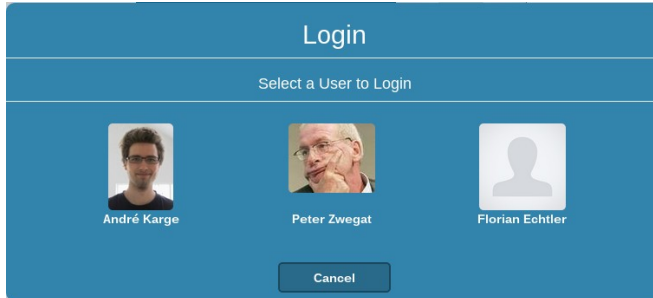 Login
Select a User to Login
André Karge
Peter Zwegat
Florian Echtler
Cancel